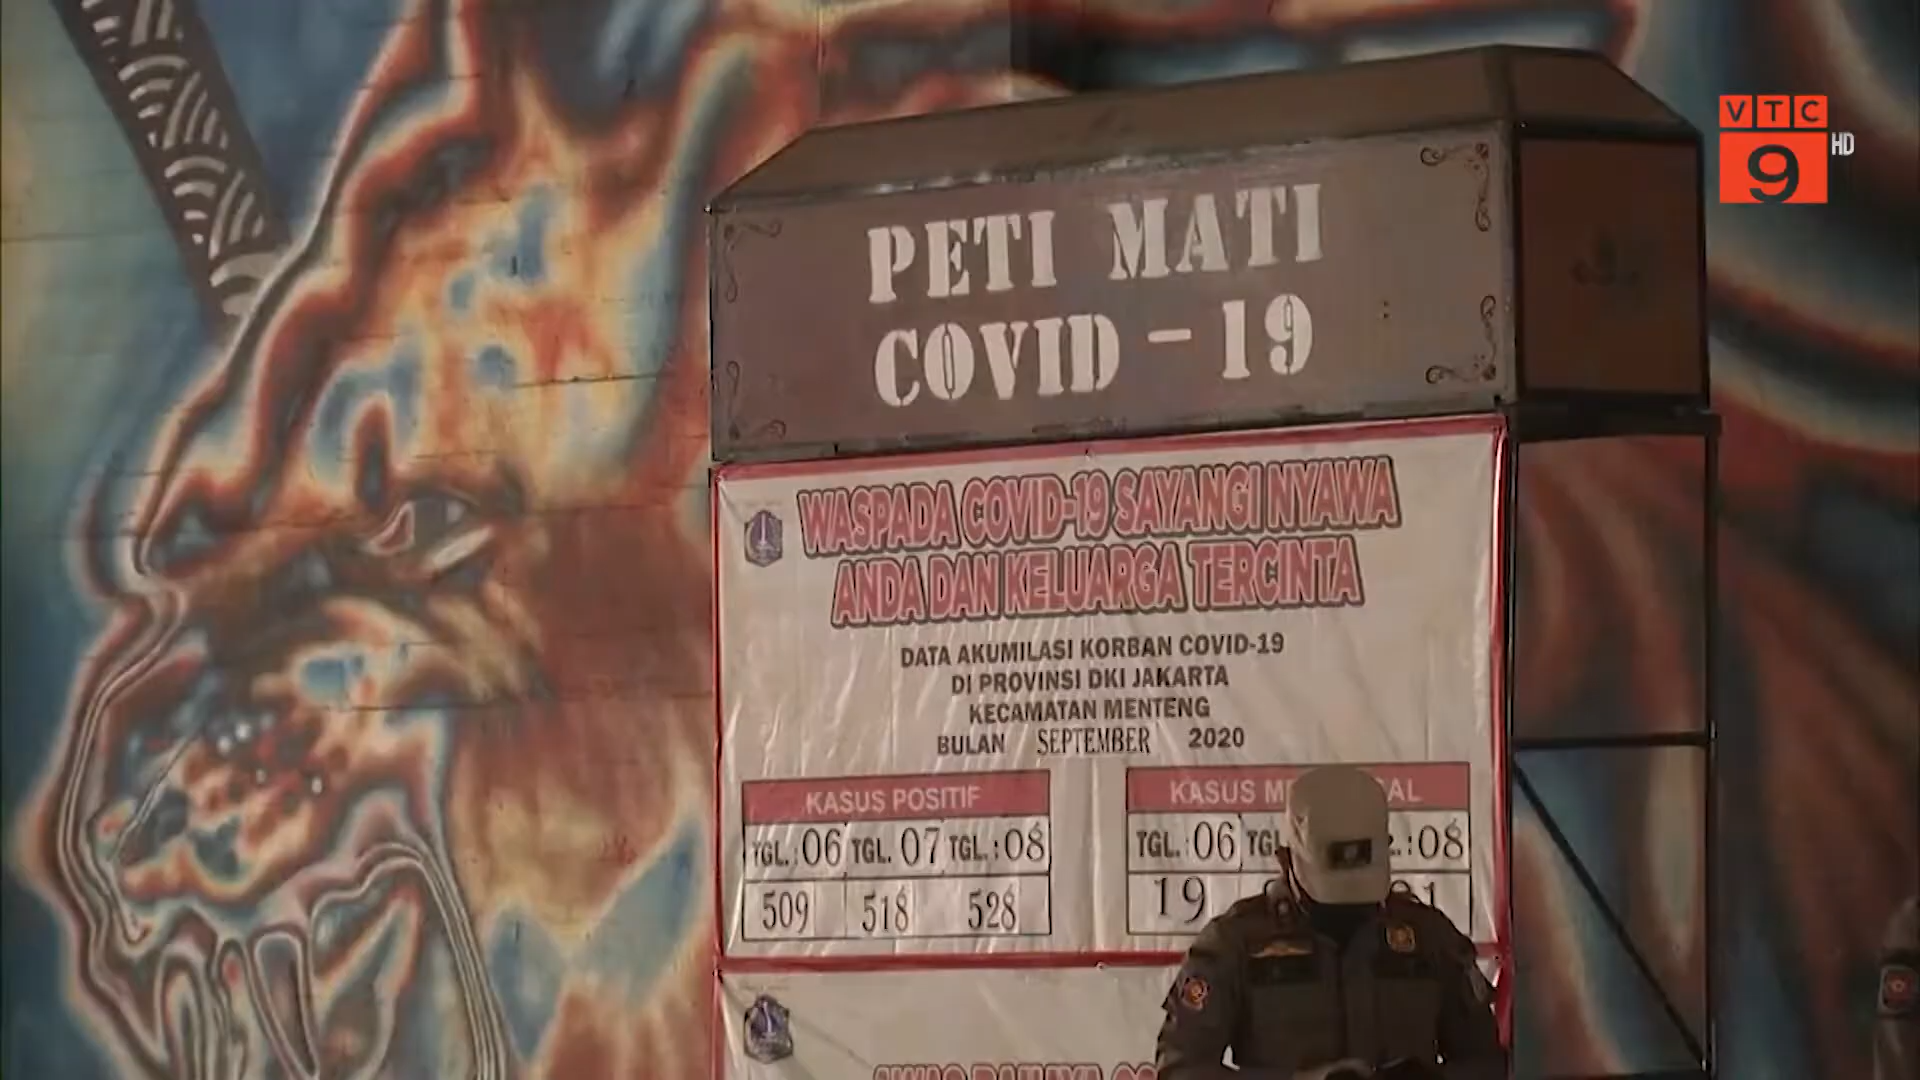 VTC
9 HD
PETI MATI
COVID-19
WASPADA COVID-19 SAYANGI NYAWA
ANDA DAN KELUARGA TERCINTA
DATA AKUMILASI KORBAN COVID-19
DI PROVINSI DKI JAKARTA
KECAMATAN MENTENG
BULAN SEPTEMBER 2020
KASUS POSITIF
TGL.:06 TGL. 07 TGL.:08
509 518 528
KASUS
TGL.:06 :08
19